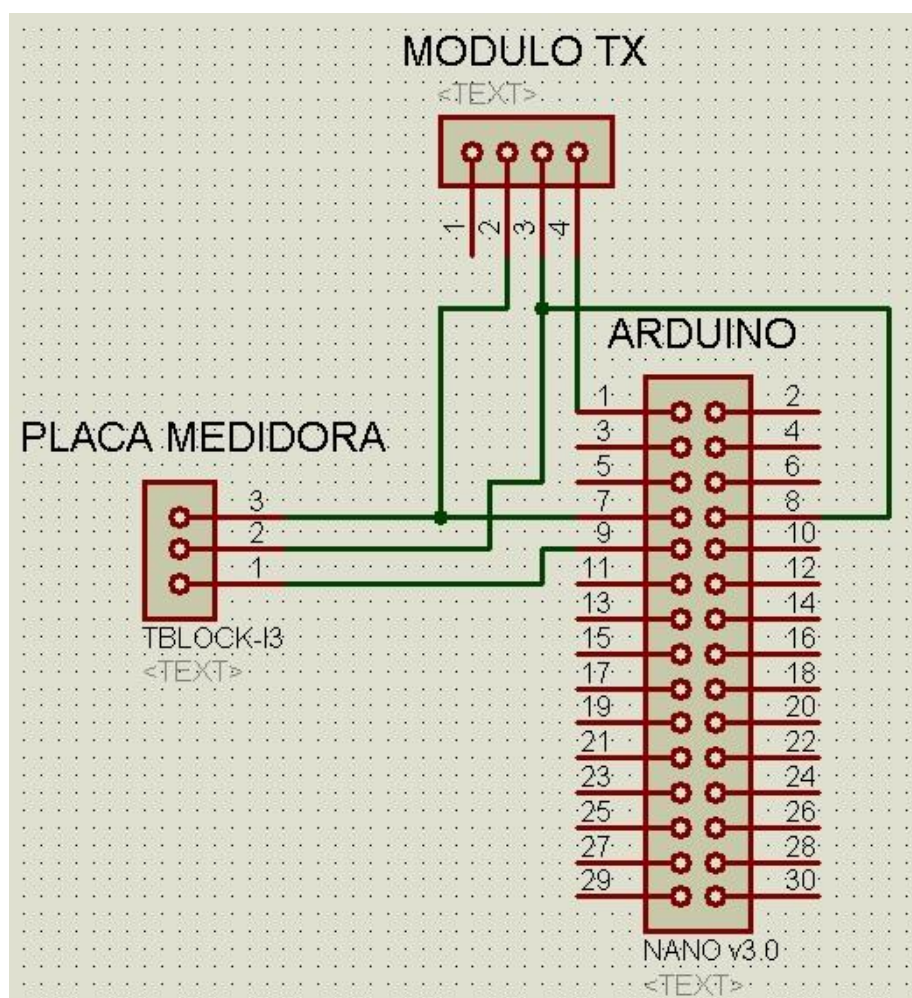 MODULO TX
<TEXT>
1 2 3 4
ARDUINO
1 2
3 4
PLACA MEDIDORA
5 6
3 7 8
2 9 10
1 11 12
13 14
TBLOCK-I3
15 16
<TEXT>
17 18
19 20
21 22
23 24
25 26
27 28
29 30
NANO v3.0
<TEXT>